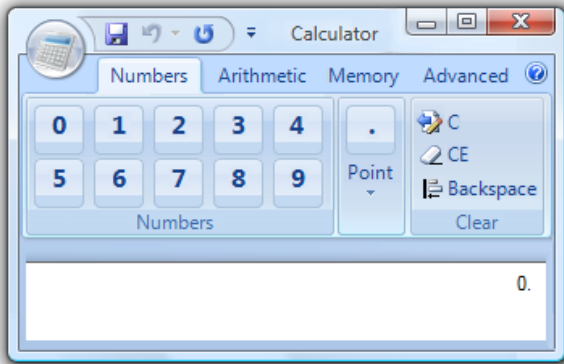 Calculator
Numbers Arithmetic Memory Advanced
0 1 2 3 4 . C
CE
5 6 7 8 9 Point Backspace
Numbers Clear
0.